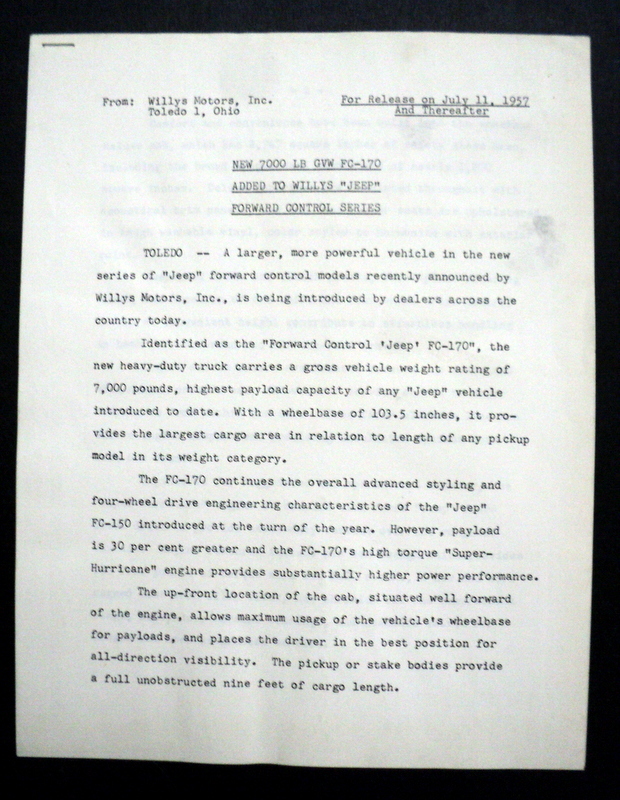 From: Willys Motors, Inc.
Toledo 1, Ohio
For Release on July 11, 1957
And Thereafter
NEW 7000 LB GVW FC-170
ADDED TO WILLYS "JEEP"
FORWARD CONTROL SERIES
TOLEDO -- A larger, more powerful vehicle in the new
series of "Jeep" forward control models recently announced by
Willys Motors, Inc., is being introduced by dealers across the
country today.
Identified as the "Forward Control 'Jeep' FC-170", the
new heavy-duty truck carries a gross vehicle weight rating of
7,000 pounds, highest payload capacity of any "Jeep" vehicle
introduced to date. With a wheelbase of 103.5 inches, it pro-
vides the largest cargo area in relation to length of any pickup
model in its weight category.
The FC-170 continues the overall advanced styling and
four-wheel drive engineering characteristics of the "Jeep"
FC-150 introduced at the turn of the year. However, payload
is 30 per cent greater and the FC-170's high torque "Super-
Hurricane" engine provides substantially higher power performance.
The up-front location of the cab, situated well forward
of the engine, allows maximum usage of the vehicle's wheelbase
for payloads, and places the driver in the best position for
all-direction visibility. The pickup or stake bodies provide
a full unobstructed nine feet of cargo length.